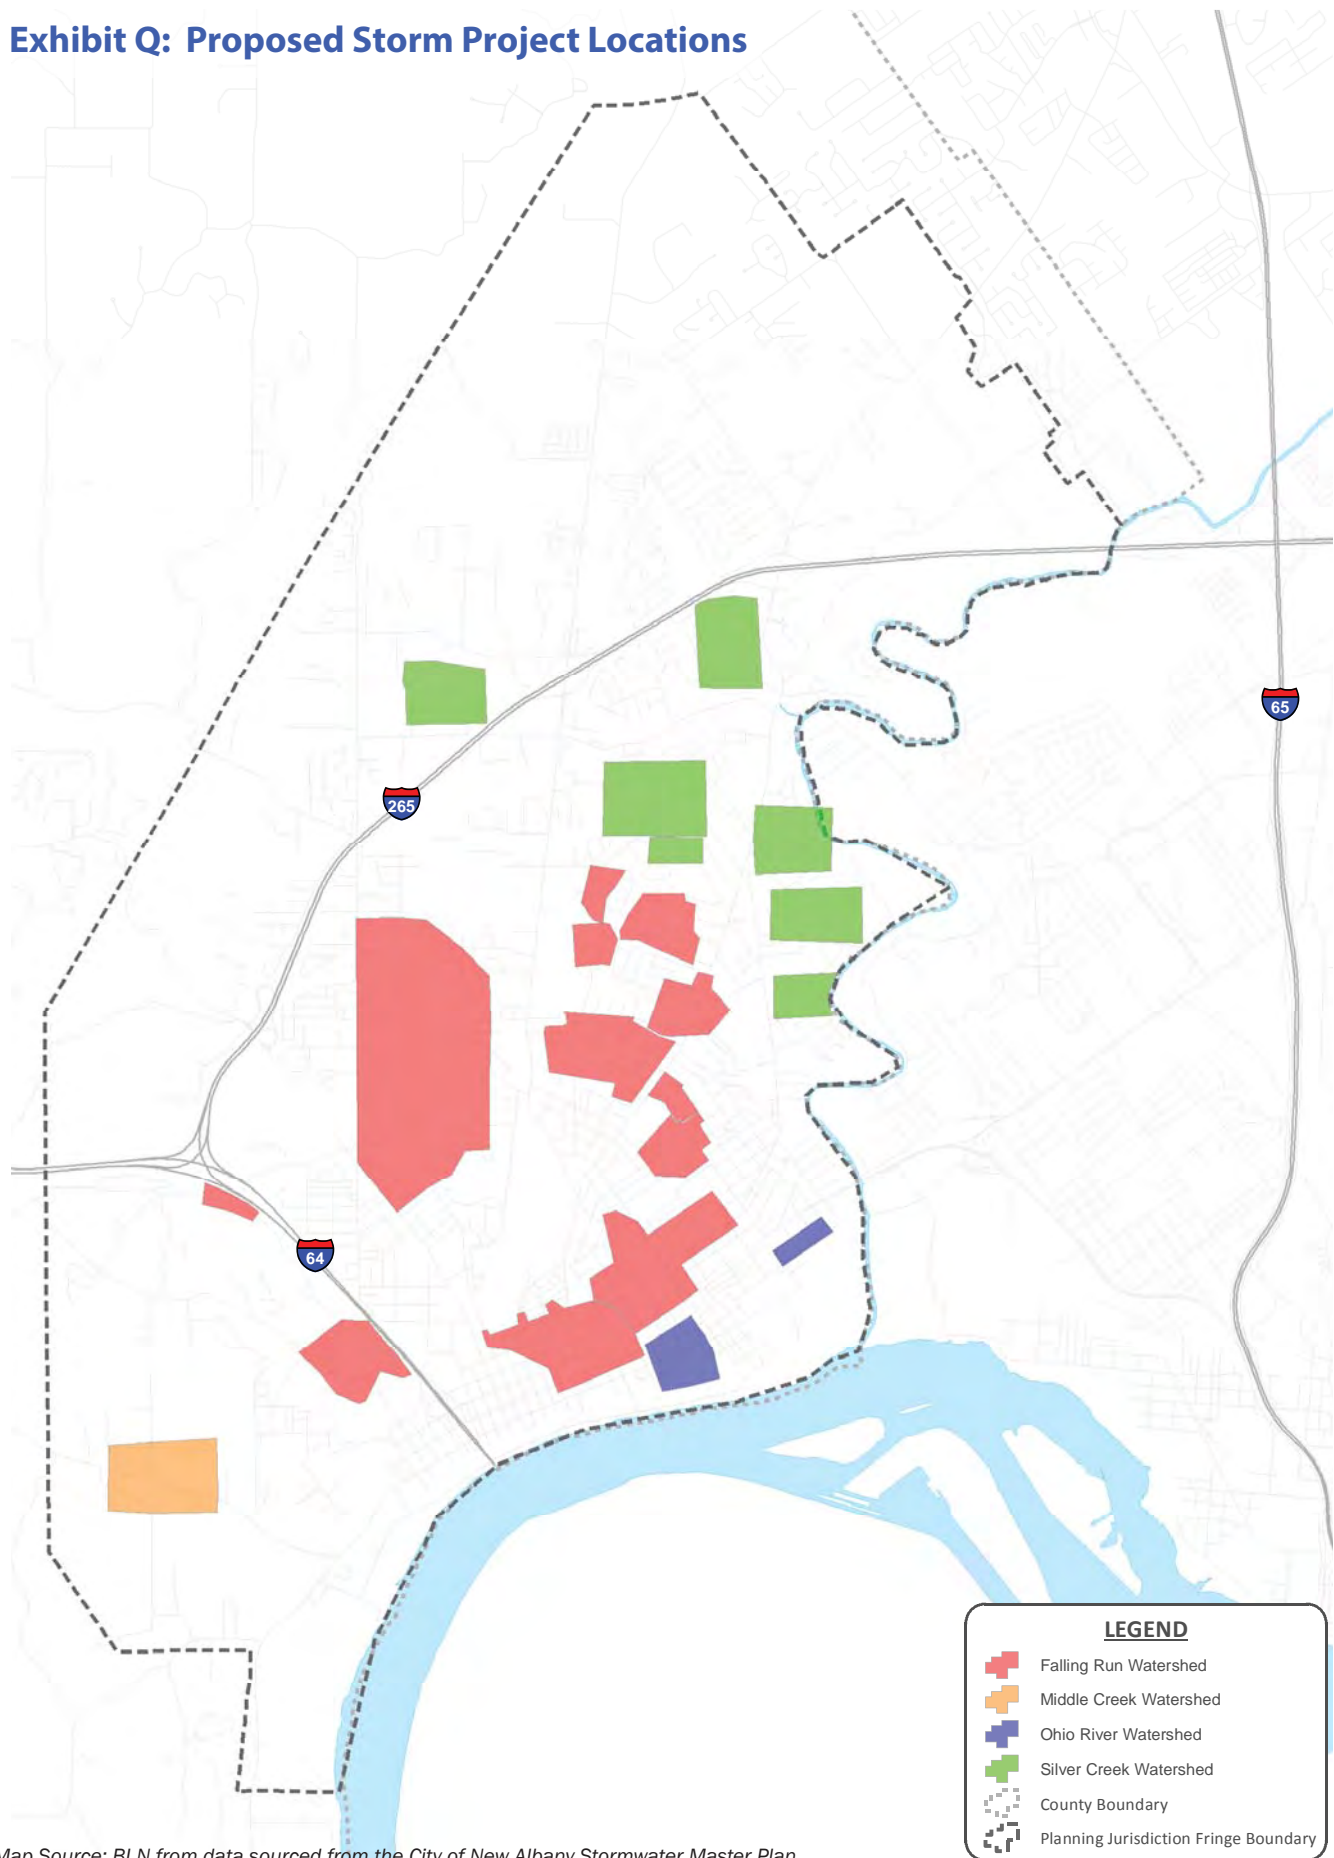 Exhibit Q: Proposed Storm Project Locations
65
265
64
LEGEND
Falling Run Watershed
Middle Creek Watershed
Ohio River Watershed
Silver Creek Watershed
County Boundary
Planning Jurisdiction Fringe Boundary
Map Source: BLN from data sourced from the City of New Albany Stormwater Master Plan